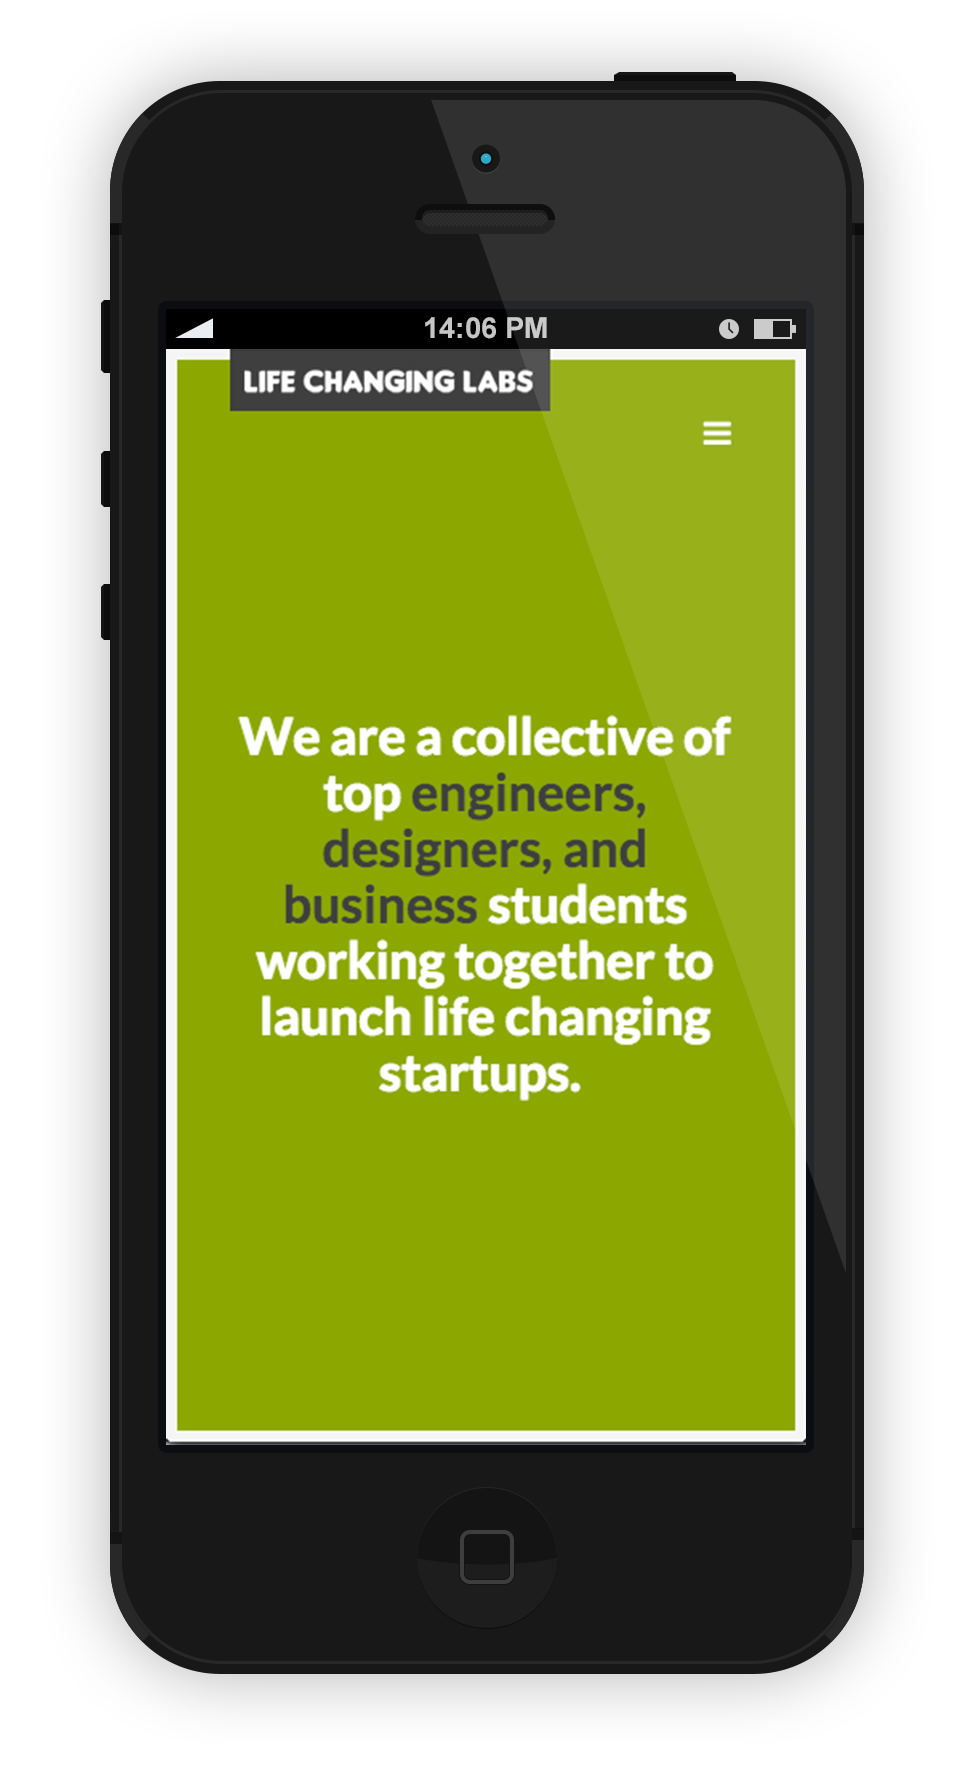 14:06 PM
LIFE CHANGING LABS
We are a collective of
top engineers,
designers, and
business students
working together to
launch life changing
startups.